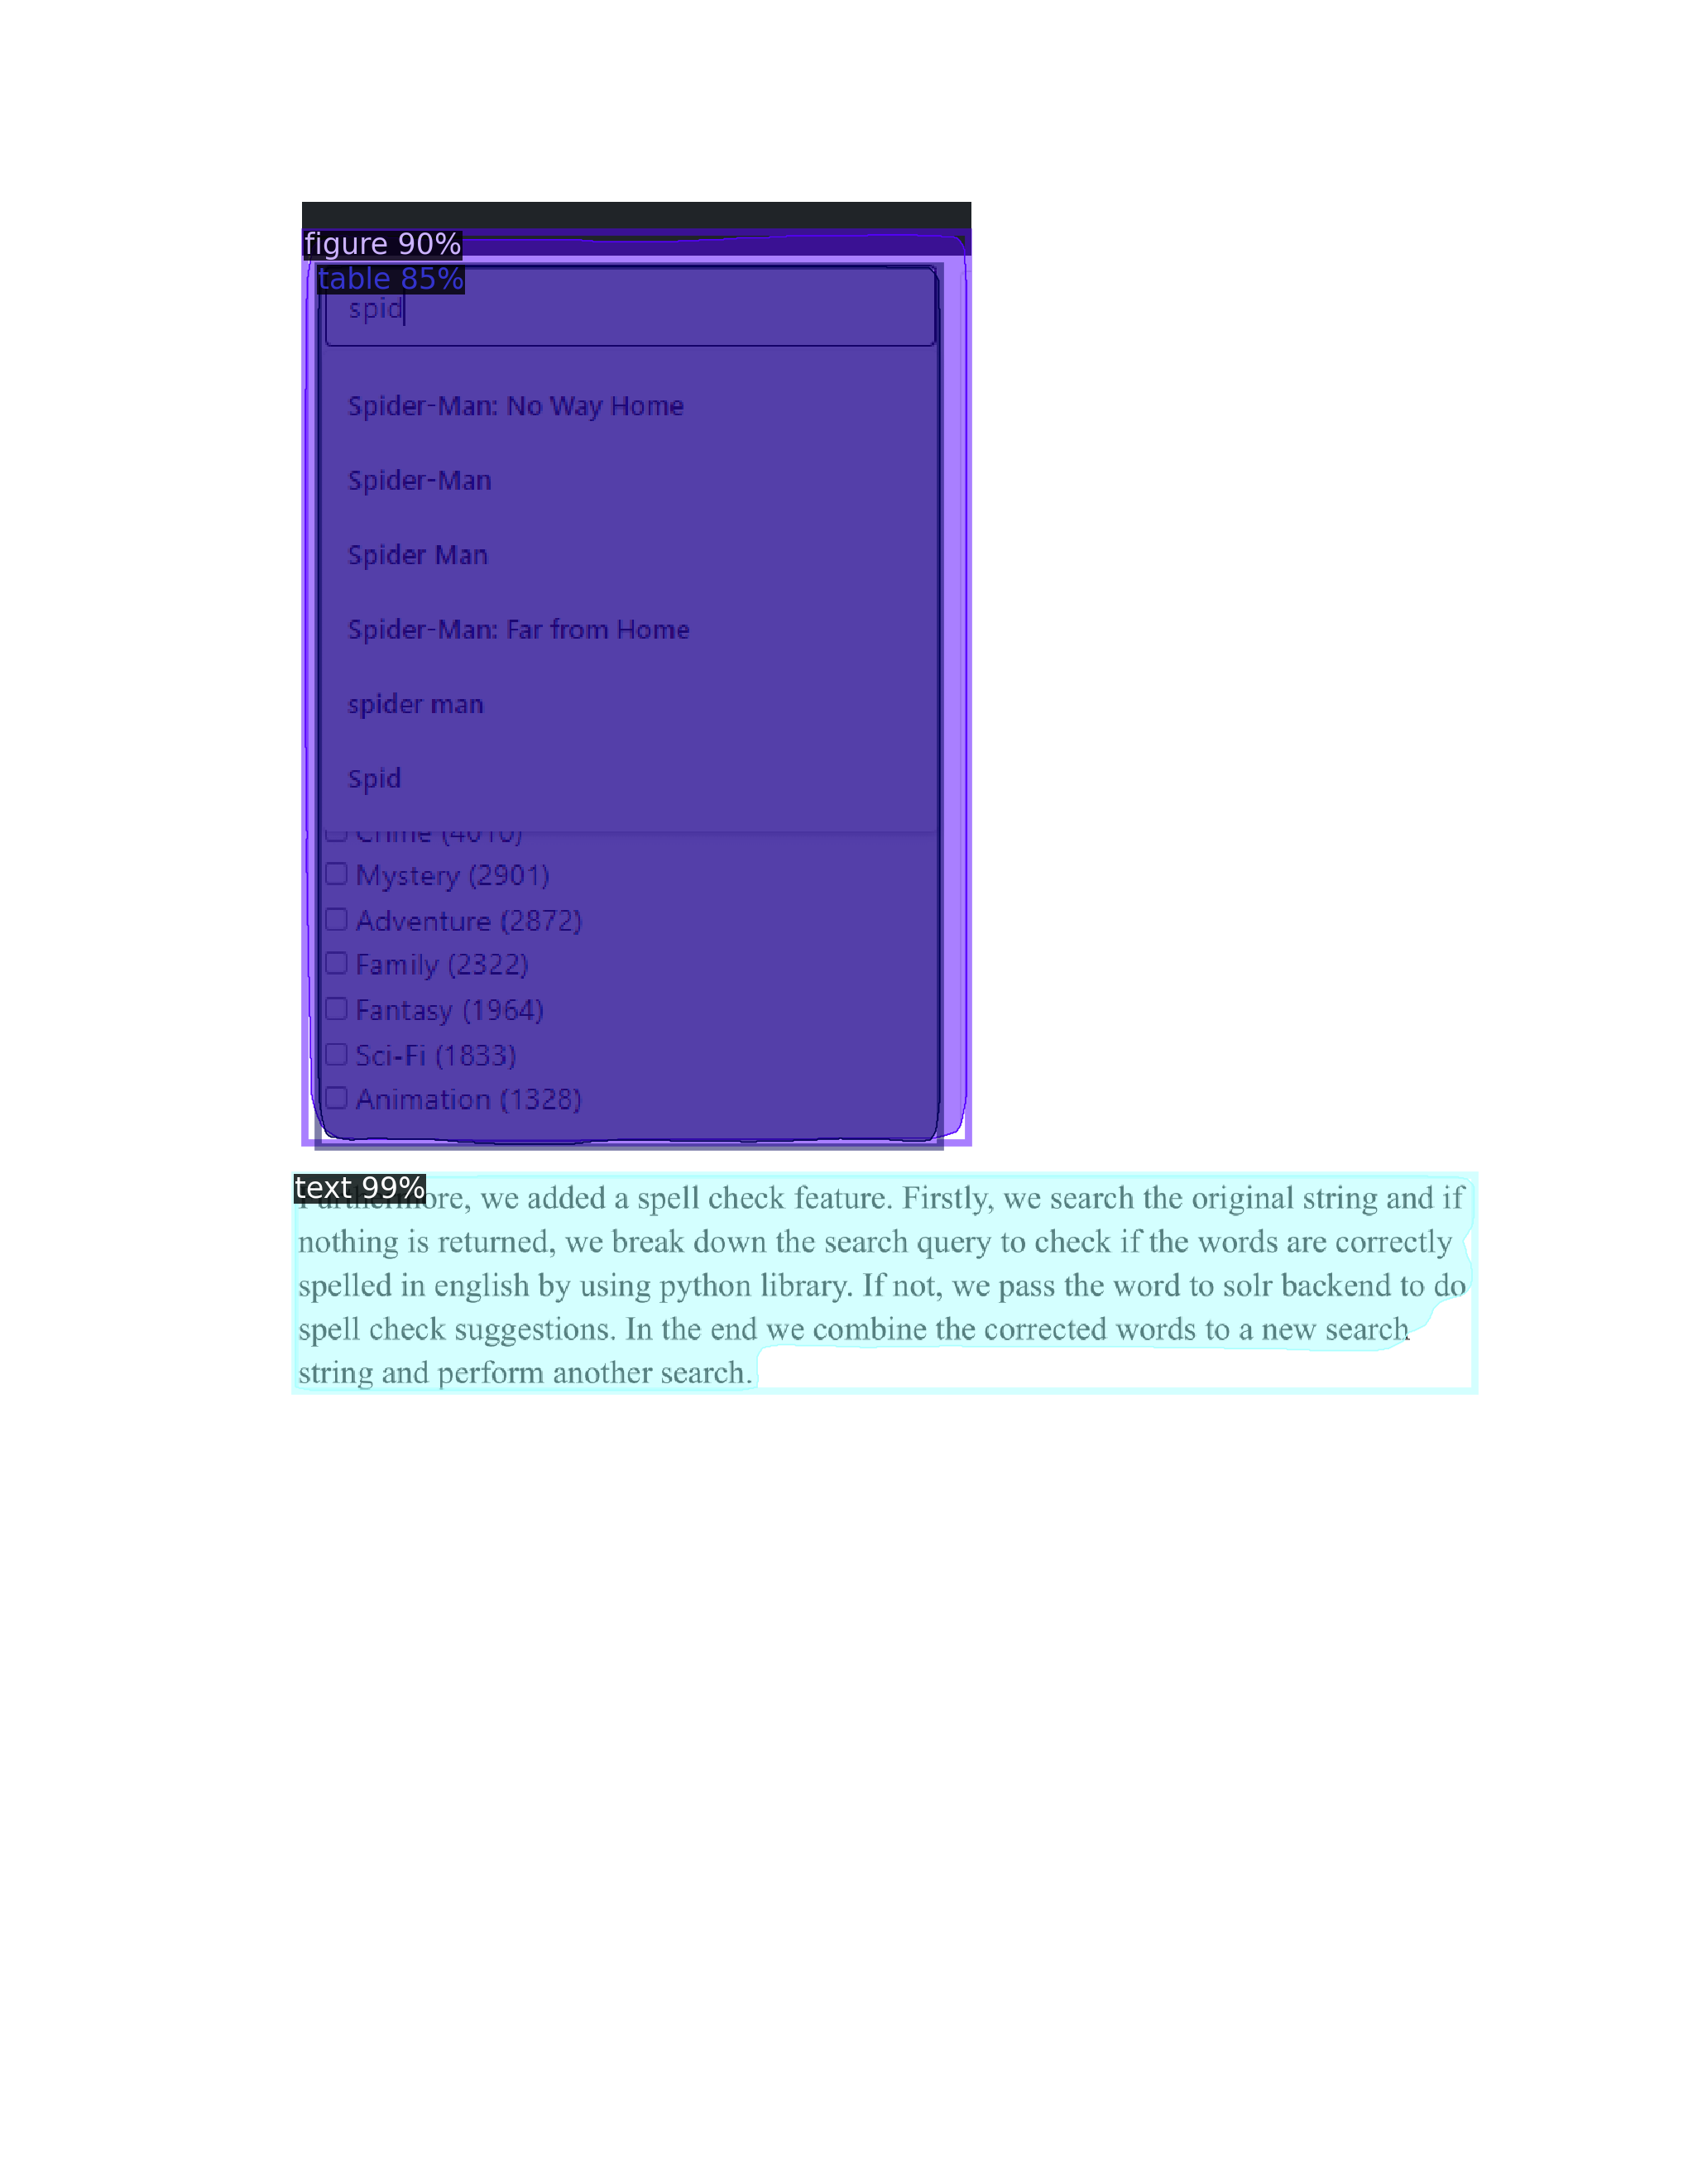 figure 90%
table 85%
spid
Spider-Man: No Way Home
Spider-Man
Spider Man
Spider-Man: Far from Home
spider man
Spid
Crime
Mystery (2901)
Adventure (2872)
Family (2322)
Fantasy (1964)
Sci-Fi (1833)
Animation (1328)
text 99%
Furthermore, we added a spell check feature. Firstly, we search the original string and if
nothing is returned, we break down the search query to check if the words are correctly
spelled in english by using python library. If not, we pass the word to solr backend to do
spell check suggestions. In the end we combine the corrected words to a new search
string and perform another search.